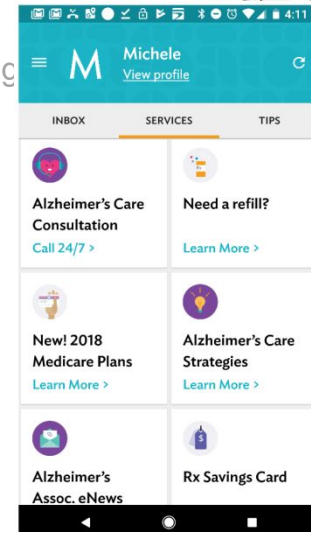 4:11
g
M
Michele
View profile
INBOX
SERVICES
TIPS
Alzheimer's Care
Consultation
Call 24/7 >
Need a refill?
Learn More >
New! 2018
Medicare Plans
Learn More >
Alzheimer's Care
Strategies
Learn More >
Alzheimer's
Assoc. eNews
Rx Savings Card